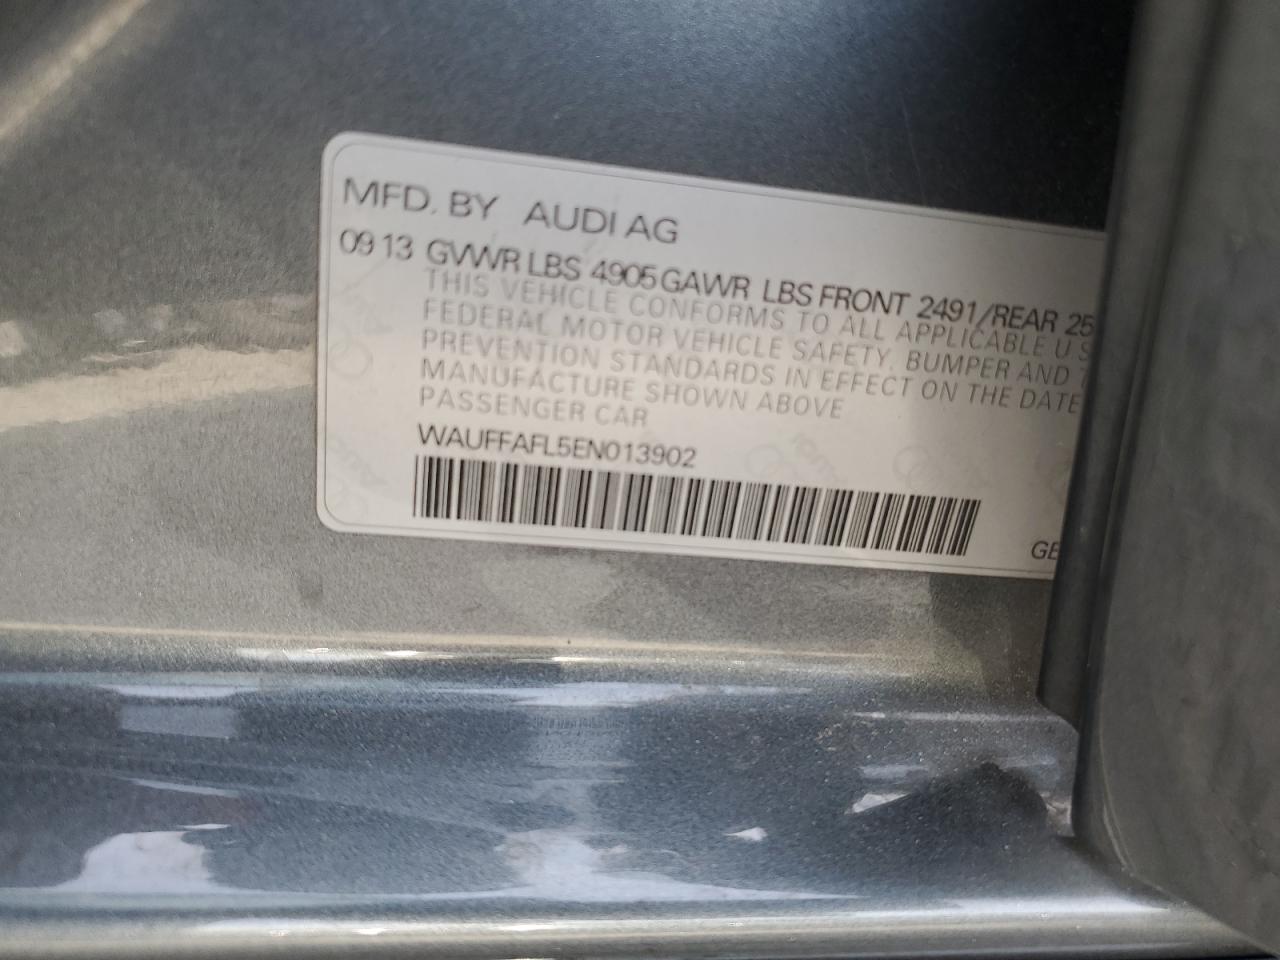 MFD. BY AUDI AG
09 13 GVWR LBS 4905 GAWR LBS FRONT 2491/REAR 25
THIS VEHICLE CONFORMS TO ALL APPLICABLE U S
FEDERAL MOTOR VEHICLE SAFETY, BUMPER AND T
PREVENTION STANDARDS IN EFFECT ON THE DATE
MANUFACTURE SHOWN ABOVE
PASSENGER CAR
WAUFFAFL5EN013902
GE